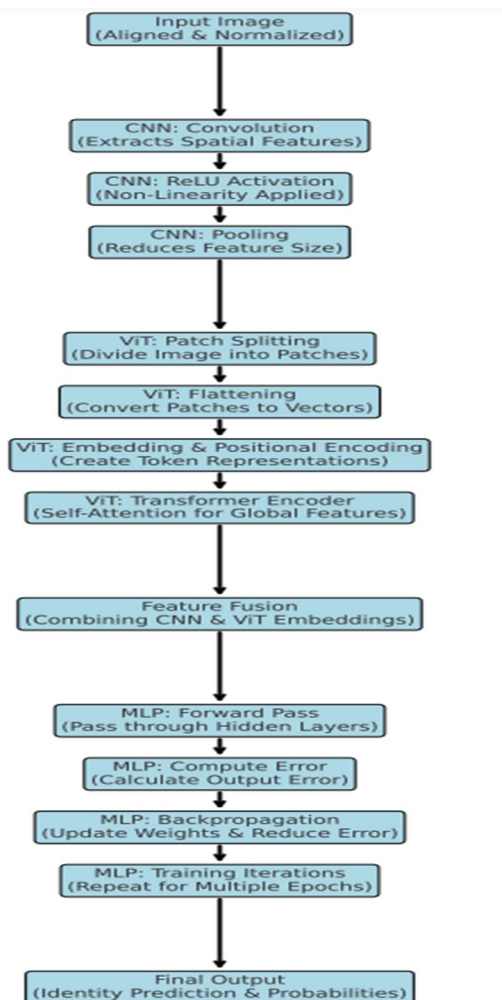 Input Image
(Aligned & Normalized)
CNN: Convolution
(Extracts Spatial Features)
CNN: ReLU Activation
(Non-Linearity Applied)
CNN: Pooling
(Reduces Feature Size)
ViT: Patch Splitting
(Divide Image into Patches)
ViT: Flattening
(Convert Patches to Vectors)
ViT: Embedding & Positional Encoding
(Create Token Representations)
ViT: Transformer Encoder
(Self-Attention for Global Features)
Feature Fusion
(Combining CNN & ViT Embeddings)
MLP: Forward Pass
(Pass through Hidden Layers)
MLP: Compute Error
(Calculate Output Error)
MLP: Backpropagation
(Update Weights & Reduce Error)
MLP: Training Iterations
(Repeat for Multiple Epochs)
Final Output
(Identity Prediction & Probabilities)